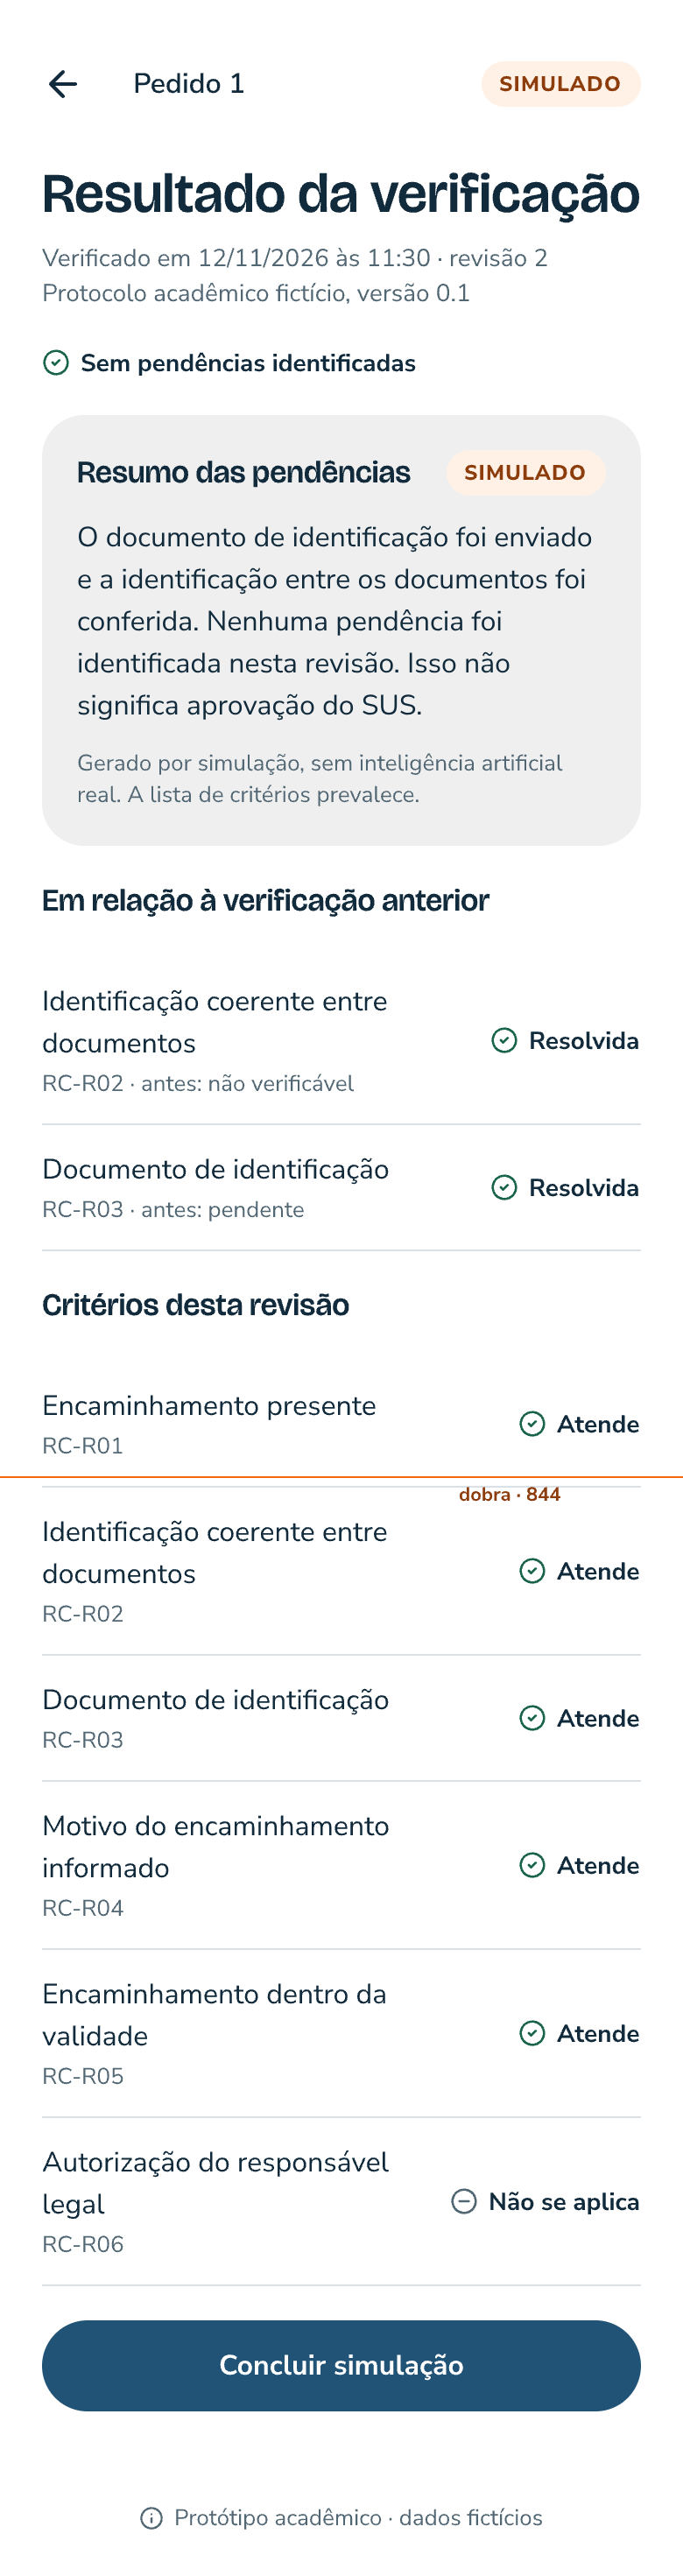 Pedido 1
SIMULADO
Resultado da verificação
Verificado em 12/11/2026 às 11:30 · revisão 2
Protocolo acadêmico fictício, versão 0.1
Sem pendências identificadas
Resumo das pendências
SIMULADO
O documento de identificação foi enviado
e a identificação entre os documentos foi
conferida. Nenhuma pendência foi
identificada nesta revisão. Isso não
significa aprovação do SUS.
Gerado por simulação, sem inteligência artificial
real. A lista de critérios prevalece.
Em relação à verificação anterior
Identificação coerente entre
documentos
RC-R02 · antes: não verificável
Resolvida
Documento de identificação
RC-R03 · antes: pendente
Resolvida
Critérios desta revisão
Encaminhamento presente
RC-R01
Atende
dobra · 844
Identificação coerente entre
documentos
RC-R02
Atende
Documento de identificação
RC-R03
Atende
Motivo do encaminhamento
informado
RC-R04
Atende
Encaminhamento dentro da
validade
RC-R05
Atende
Autorização do responsável
legal
RC-R06
Não se aplica
Concluir simulação
Protótipo acadêmico · dados fictícios